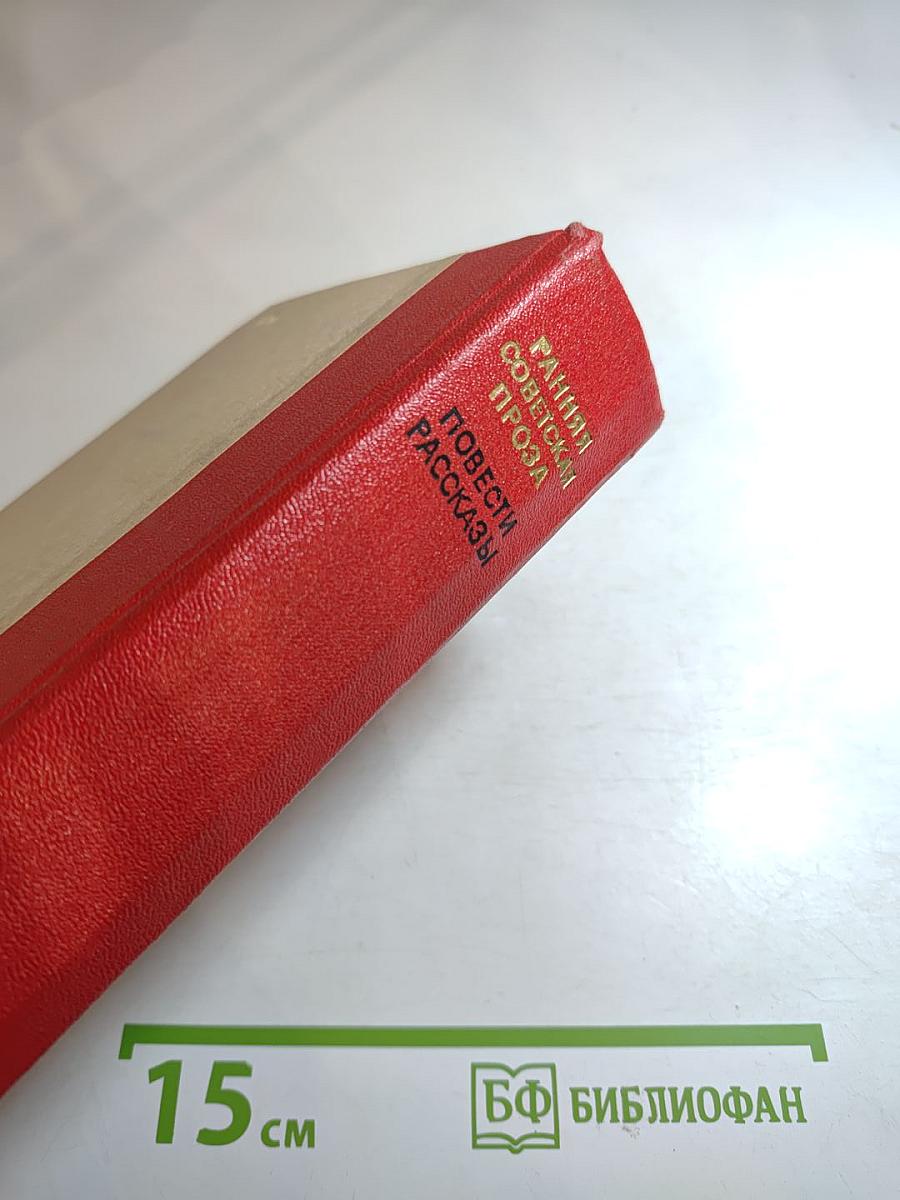 РАННЯЯ
СОВЕТСКАЯ
ПРОЗА
ПОВЕСТИ
РАССКАЗЫ
15 см
БФ БИБЛИОФАН